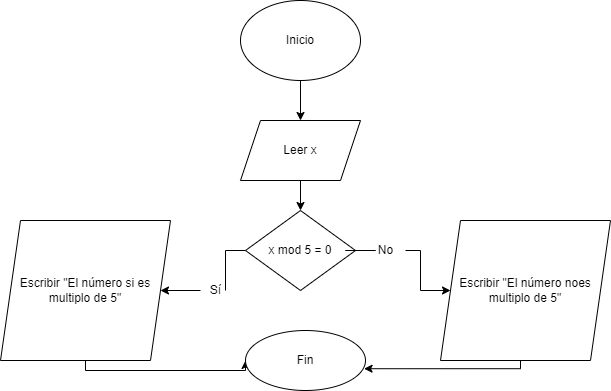 Inicio
Leer x
x mod 5 = 0
No
Sí
Escribir "El número si es
multiplo de 5"
Escribir "El número noes
multiplo de 5"
Fin